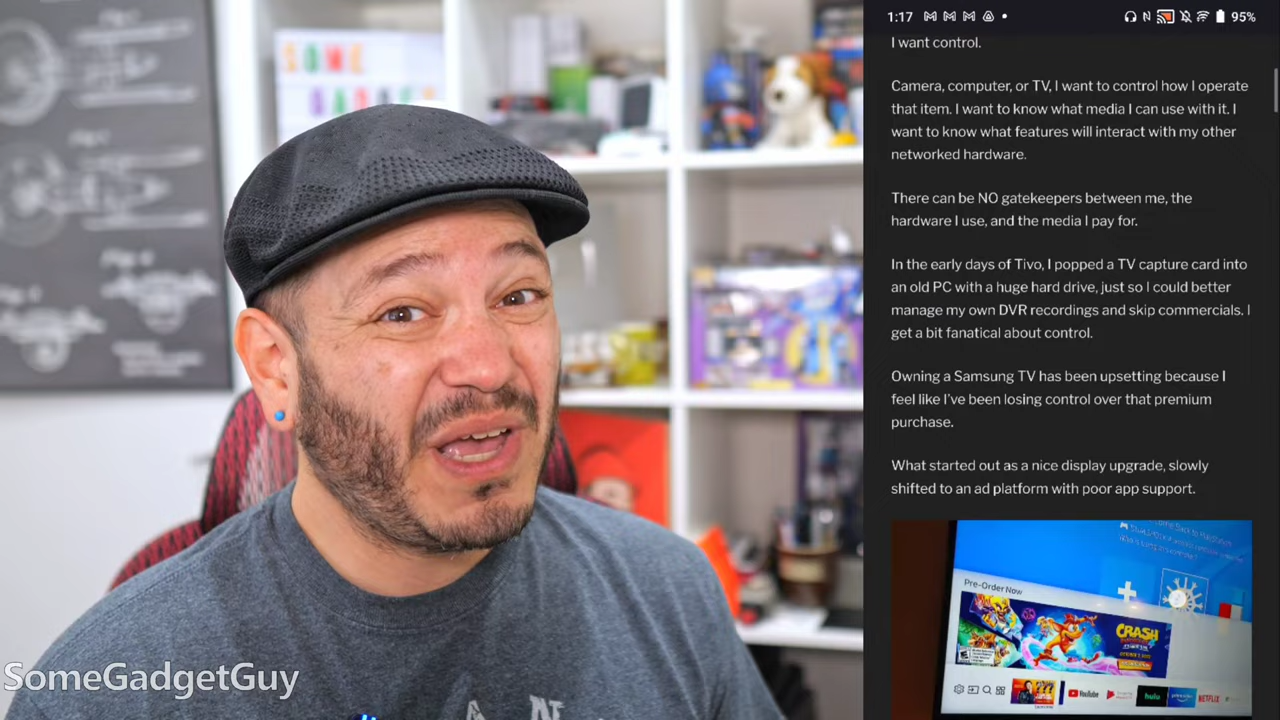 SOME
GADGET
SomeGadgetGuy
1:17
95%
I want control.
Camera, computer, or TV, I want to control how I operate
that item. I want to know what media I can use with it. I
want to know what features will interact with my other
networked hardware.
There can be NO gatekeepers between me, the
hardware I use, and the media I pay for.
In the early days of Tivo, I popped a TV capture card into
an old PC with a huge hard drive, just so I could better
manage my own DVR recordings and skip commercials. I
get a bit fanatical about control.
Owning a Samsung TV has been upsetting because I
feel like I've been losing control over that premium
purchase.
What started out as a nice display upgrade, slowly
shifted to an ad platform with poor app support.
Pre-Order Now
CRASH
YouTube
hulu
prime video
NETFLIX